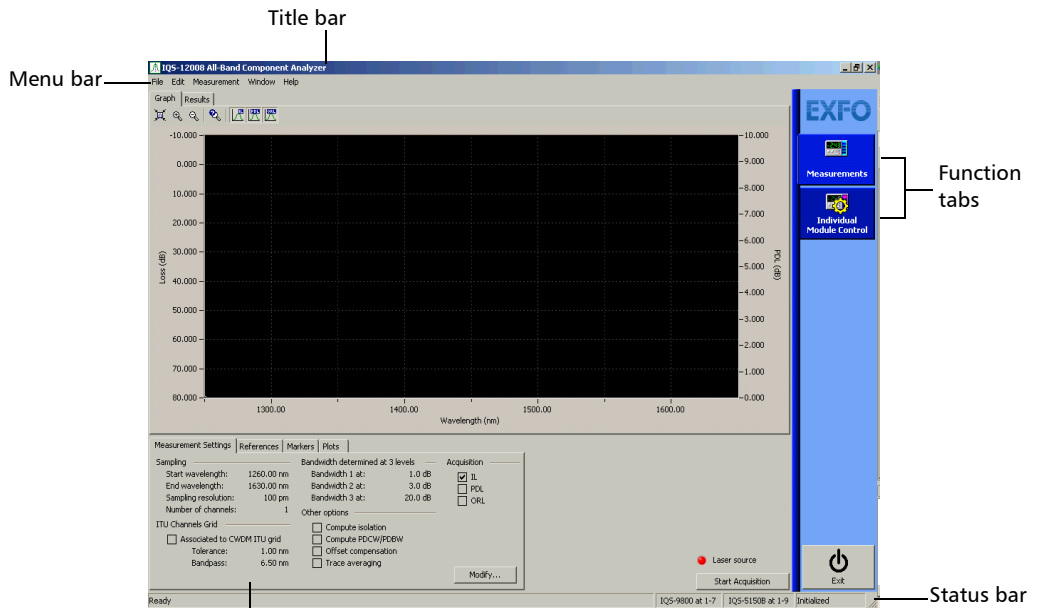 Title bar
Menu bar
IQS-12008 All-Band Component Analyzer
File Edit Measurement Window Help
Graph Results
IL PDL ORL
EXFO
Measurements
Individual
Module Control
Function
tabs
-10.000
0.000
10.000
20.000
30.000
40.000
50.000
60.000
70.000
80.000
Loss (dB)
10.000
9.000
8.000
7.000
6.000
5.000
4.000
3.000
2.000
1.000
0.000
PDL (dB)
1300.00 1400.00 1500.00 1600.00
Wavelength (nm)
Measurement Settings References Markers Plots
Sampling
Start wavelength: 1260.00 nm
End wavelength: 1630.00 nm
Sampling resolution: 100 pm
Number of channels: 1
ITU Channels Grid
Associated to CWDM ITU grid
Tolerance: 1.00 nm
Bandpass: 6.50 nm
Bandwidth determined at 3 levels
Bandwidth 1 at: 1.0 dB
Bandwidth 2 at: 3.0 dB
Bandwidth 3 at: 20.0 dB
Other options
Compute isolation
Compute PDCW/PDBW
Offset compensation
Trace averaging
Acquisition
IL
PDL
ORL
Modify...
Laser source
Start Acquisition
Exit
Ready
IQS-9800 at 1-7 IQS-5150B at 1-9 Initialized
Status bar